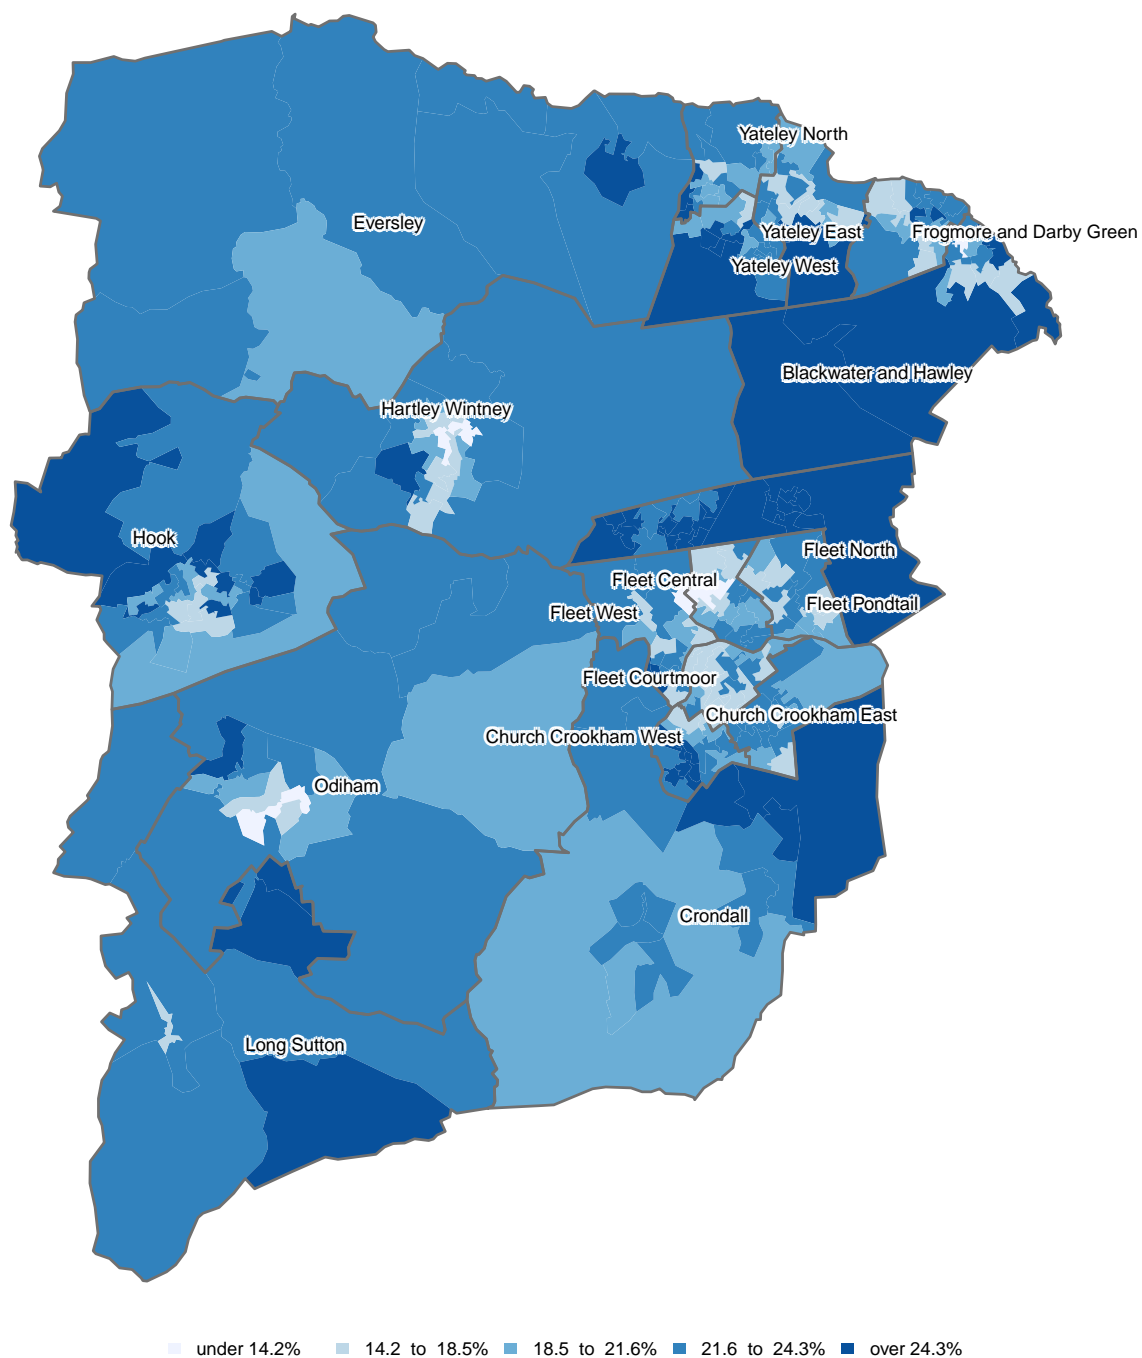 Yateley North
Eversley
Yateley East
Frogmore and Darby Green
Yateley West
Blackwater and Hawley
Hartley Wintney
Hook
Fleet North
Fleet Central
Fleet West
Fleet Pondtail
Fleet Courtmoor
Church Crookham East
Church Crookham West
Odiham
Crondall
Long Sutton
under 14.2% 14.2 to 18.5% 18.5 to 21.6% 21.6 to 24.3% over 24.3%